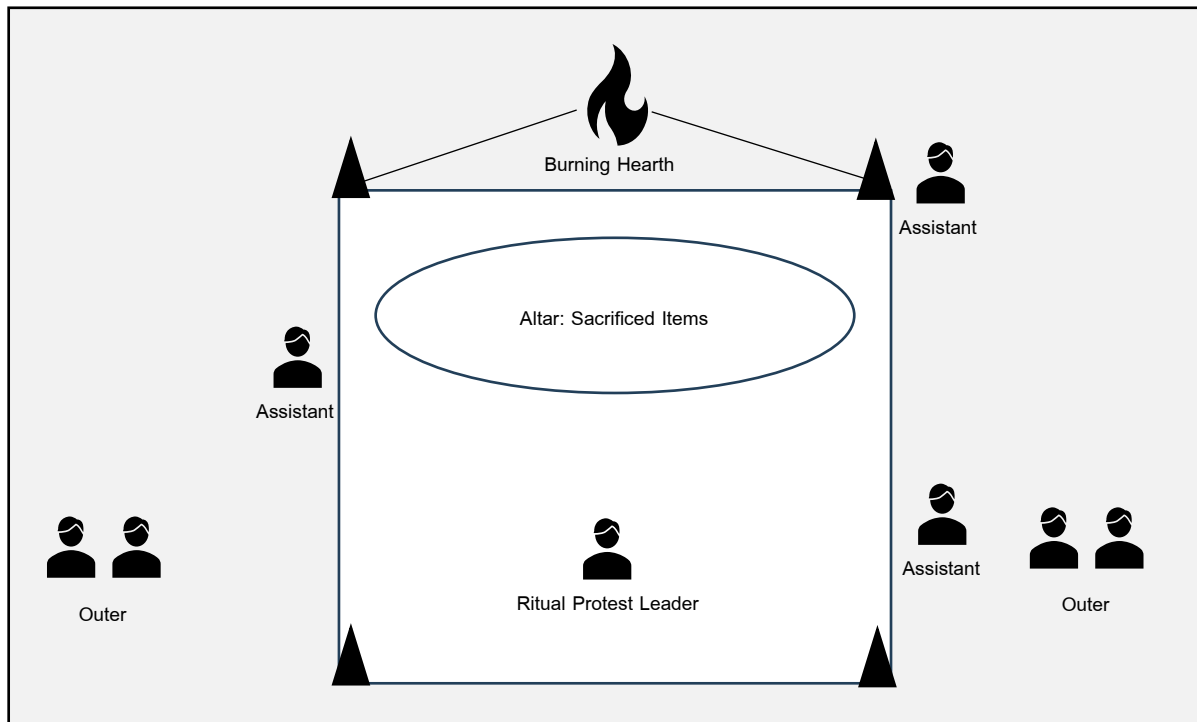 Burning Hearth
Assistant
Altar: Sacrificed Items
Assistant
Assistant
Ritual Protest Leader
Outer
Outer